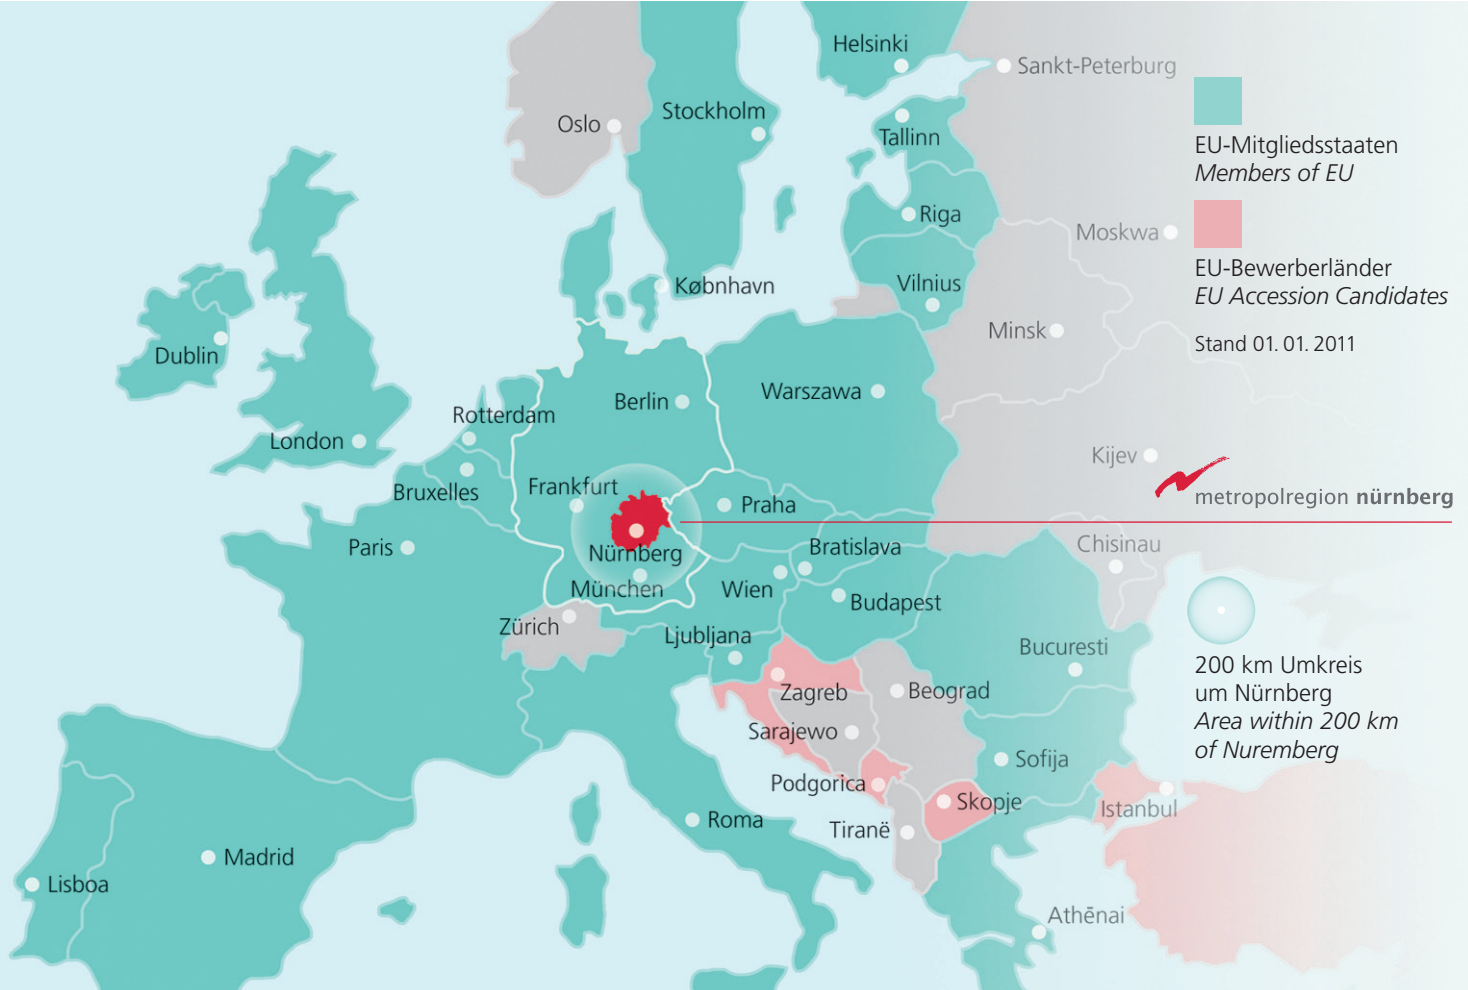 Helsinki
Sankt-Peterburg
Stockholm
Oslo
Tallinn
EU-Mitgliedsstaaten
Members of EU
Riga
Moskwa
EU-Bewerberländer
EU Accession Candidates
København
Vilnius
Minsk
Stand 01. 01. 2011
Dublin
Warszawa
Berlin
Rotterdam
London
Kijev
Bruxelles
Frankfurt
metropolregion nürnberg
Praha
Paris
Nürnberg
Bratislava
Chisinau
München
Wien
Budapest
Zürich
Ljubljana
Bucuresti
200 km Umkreis
um Nürnberg
Area within 200 km
of Nuremberg
Zagreb
Beograd
Sarajewo
Sofija
Podgorica
Skopje
Istanbul
Roma
Tiranë
Madrid
Lisboa
Athēnai